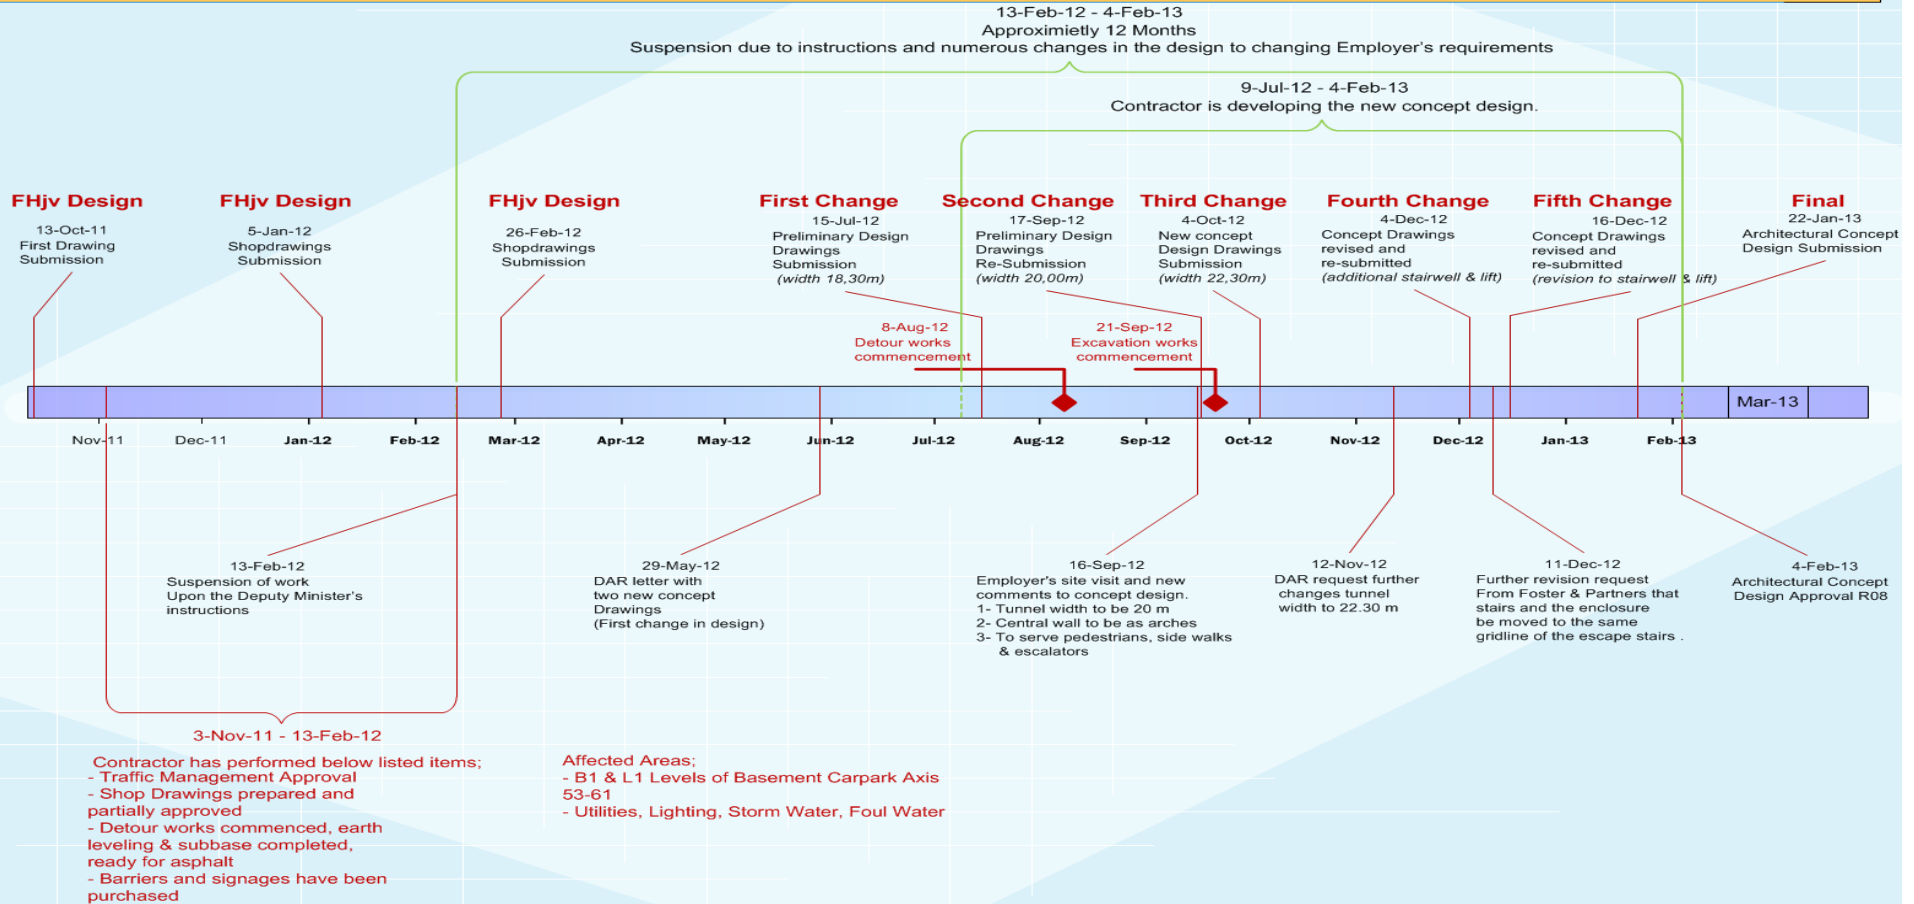 13-Feb-12 - 4-Feb-13
Approximietly 12 Months
Suspension due to instructions and numerous changes in the design to changing Employer's requirements
9-Jul-12 - 4-Feb-13
Contractor is developing the new concept design.
FHjv Design
13-Oct-11
First Drawing
Submission
FHjv Design
5-Jan-12
Shopdrawings
Submission
FHjv Design
26-Feb-12
Shopdrawings
Submission
First Change
15-Jul-12
Preliminary Design
Drawings
Submission
(width 18,30m)
Second Change
17-Sep-12
Preliminary Design
Drawings
Re-Submission
(width 20,00m)
Third Change
4-Oct-12
New concept
Design Drawings
Submission
(width 22,30m)
Fourth Change
4-Dec-12
Concept Drawings
revised and
re-submitted
(additional stairwell & lift)
Fifth Change
16-Dec-12
Concept Drawings
revised and
re-submitted
(revision to stairwell & lift)
Final
22-Jan-13
Architectural Concept
Design Submission
8-Aug-12
Detour works
commencement
21-Sep-12
Excavation works
commencement
Mar-13
Nov-11 Dec-11 Jan-12 Feb-12 Mar-12 Apr-12 May-12 Jun-12 Jul-12 Aug-12 Sep-12 Oct-12 Nov-12 Dec-12 Jan-13 Feb-13
13-Feb-12
Suspension of work
Upon the Deputy Minister's
instructions
29-May-12
DAR letter with
two new concept
Drawings
(First change in design)
16-Sep-12
Employer's site visit and new
comments to concept design.
1- Tunnel width to be 20 m
2- Central wall to be as arches
3- To serve pedestrians, side walks
& escalators
12-Nov-12
DAR request further
changes tunnel
width to 22.30 m
11-Dec-12
Further revision request
From Foster & Partners that
stairs and the enclosure
be moved to the same
gridline of the escape stairs .
4-Feb-13
Architectural Concept
Design Approval R08
3-Nov-11 - 13-Feb-12
Contractor has performed below listed items;
- Traffic Management Approval
- Shop Drawings prepared and
partially approved
- Detour works commenced, earth
leveling & subbase completed,
ready for asphalt
- Barriers and signages have been
purchased
Affected Areas;
- B1 & L1 Levels of Basement Carpark Axis
53-61
- Utilities, Lighting, Storm Water, Foul Water